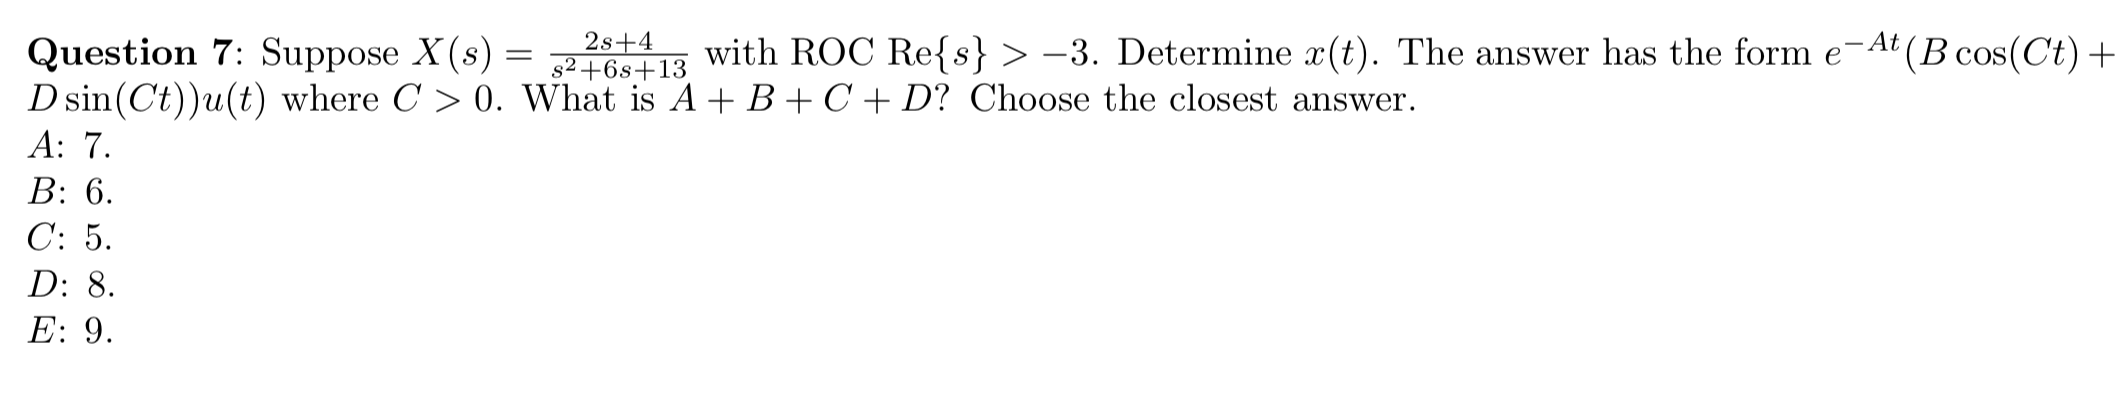 Question 7: Suppose $X(s) = \frac{2s+4}{s^2+6s+13}$ with ROC Re{s} > −3. Determine $x(t)$. The answer has the form $e^{-At}(B\cos(Ct) +$
$D\sin(Ct))u(t)$ where $C > 0$. What is $A + B + C + D$? Choose the closest answer.
A: 7.
B: 6.
C: 5.
D: 8.
E: 9.